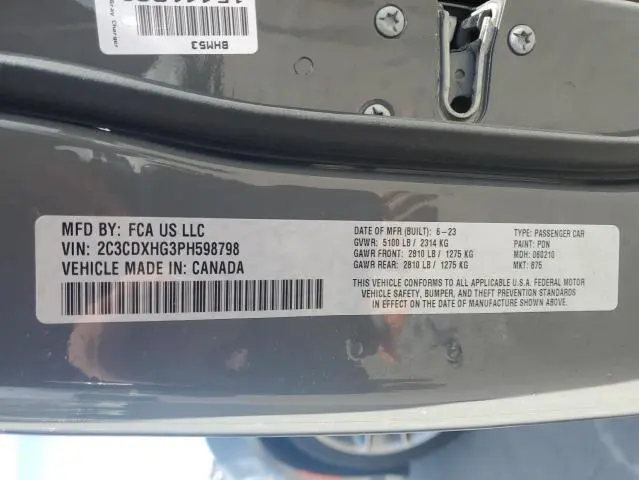 BHM53
MFD BY: FCA US LLC
VIN: 2C3CDXHG3PH598798
VEHICLE MADE IN: CANADA
DATE OF MFR (BUILT): 6-23
GVWR: 5100 LB / 2314 KG
GAWR FRONT: 2810 LB / 1275 KG
GAWR REAR: 2810 LB / 1275 KG
TYPE: PASSENGER CAR
PAINT: PDN
MDH: 060210
MKT: 875
THIS VEHICLE CONFORMS TO ALL APPLICABLE U.S.A. FEDERAL MOTOR
VEHICLE SAFETY, BUMPER, AND THEFT PREVENTION STANDARDS
IN EFFECT ON THE DATE OF MANUFACTURE SHOWN ABOVE.